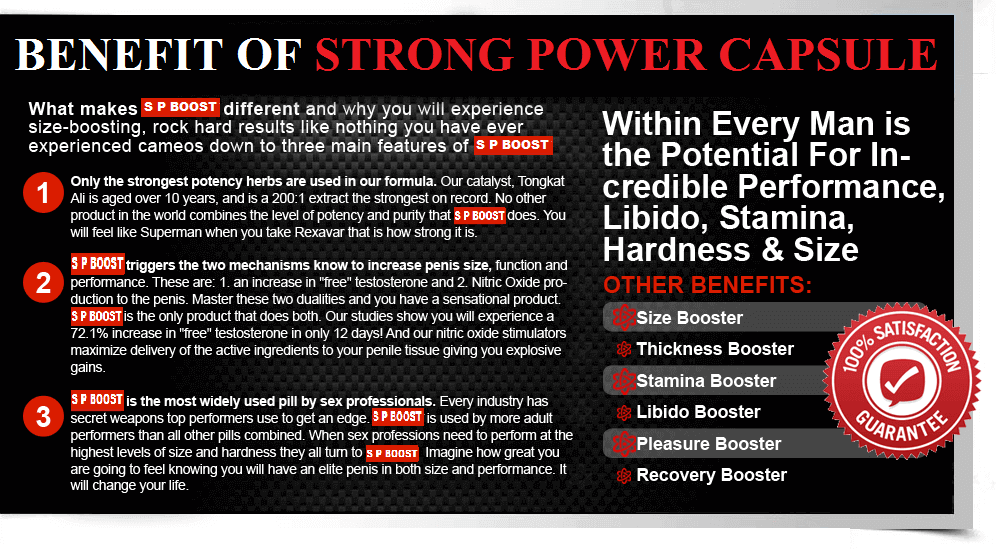 BENEFIT OF STRONG POWER CAPSULE
What makes S P BOOST different and why you will experience
size-boosting, rock hard results like nothing you have ever
experienced cameos down to three main features of S P BOOST
1 Only the strongest potency herbs are used in our formula. Our catalyst, Tongkat
Ali is aged over 10 years, and is a 200:1 extract the strongest on record. No other
product in the world combines the level of potency and purity that S P BOOST does. You
will feel like Superman when you take Rexavar that is how strong it is.
2 S P BOOST triggers the two mechanisms know to increase penis size, function and
performance. These are: 1. an increase in "free" testosterone and 2. Nitric Oxide pro-
duction to the penis. Master these two dualities and you have a sensational product.
S P BOOST is the only product that does both. Our studies show you will experience a
72.1% increase in "free" testosterone in only 12 days! And our nitric oxide stimulators
maximize delivery of the active ingredients to your penile tissue giving you explosive
gains.
3 S P BOOST is the most widely used pill by sex professionals. Every industry has
secret weapons top performers use to get an edge. S P BOOST is used by more adult
performers than all other pills combined. When sex professions need to perform at the
highest levels of size and hardness they all turn to S P BOOST Imagine how great you
are going to feel knowing you will have an elite penis in both size and performance. It
will change your life.
Within Every Man is
the Potential For In-
credible Performance,
Libido, Stamina,
Hardness & Size
OTHER BENEFITS:
Size Booster
Thickness Booster
Stamina Booster
Libido Booster
Pleasure Booster
Recovery Booster
100% SATISFACTION
GUARANTEE